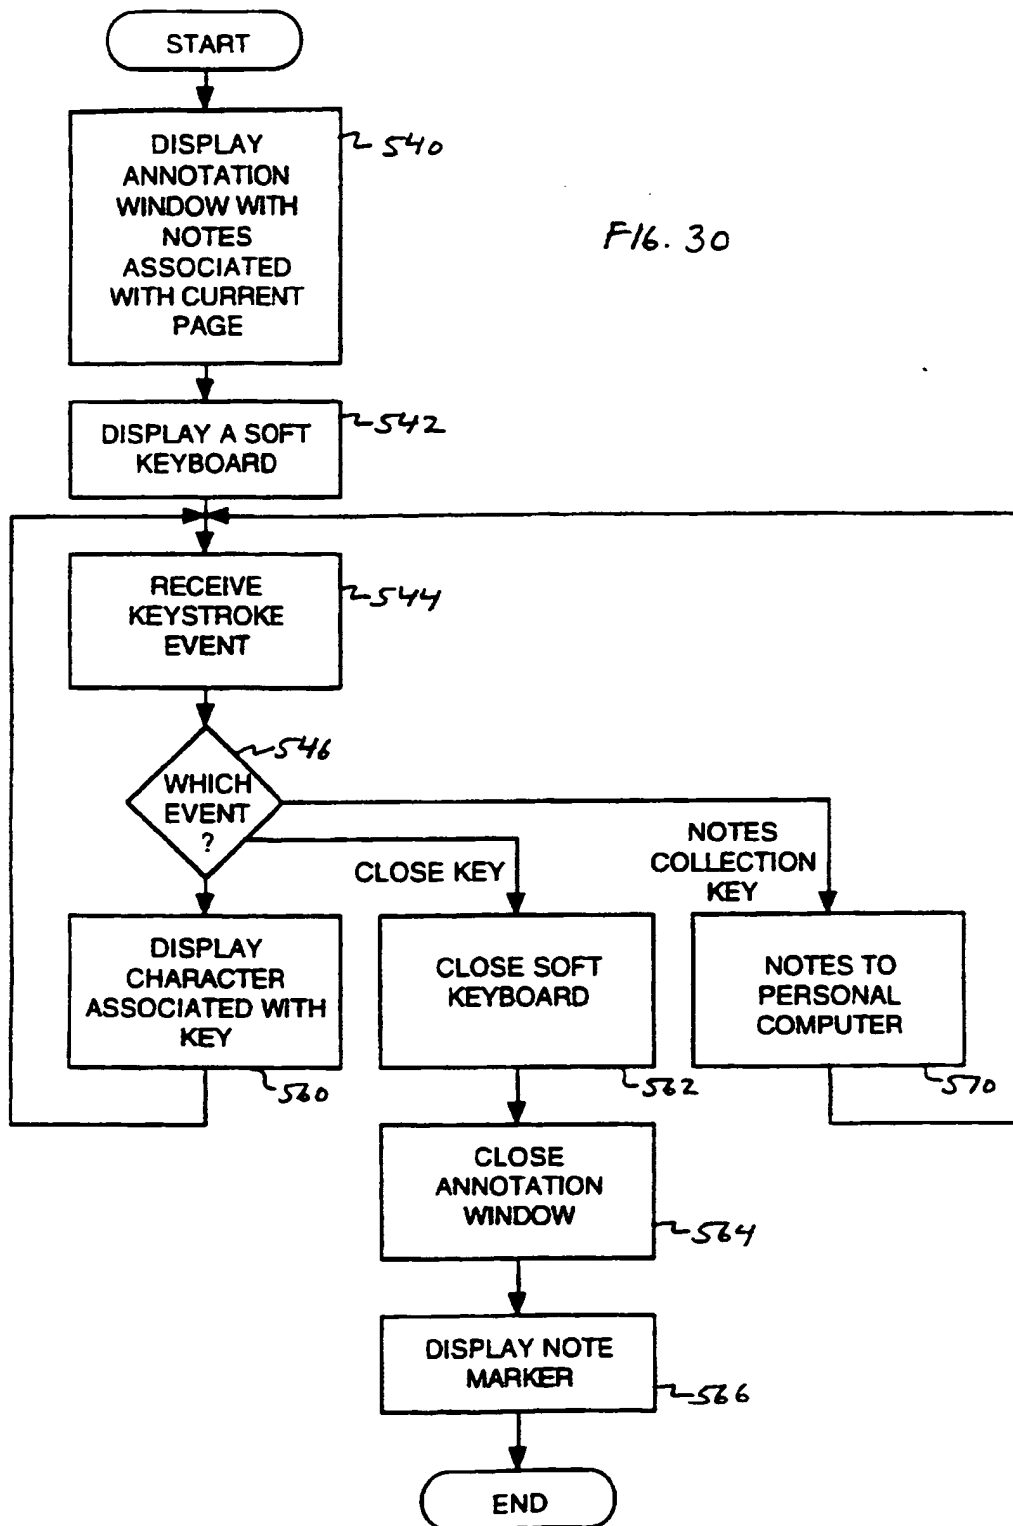 START
DISPLAY
ANNOTATION
WINDOW WITH
NOTES
ASSOCIATED
WITH CURRENT
PAGE
540
FIG. 30
DISPLAY A SOFT
KEYBOARD
542
RECEIVE
KEYSTROKE
EVENT
544
WHICH
EVENT
?
546
CLOSE KEY
NOTES
COLLECTION
KEY
DISPLAY
CHARACTER
ASSOCIATED WITH
KEY
560
CLOSE SOFT
KEYBOARD
562
NOTES TO
PERSONAL
COMPUTER
570
CLOSE
ANNOTATION
WINDOW
564
DISPLAY NOTE
MARKER
566
END